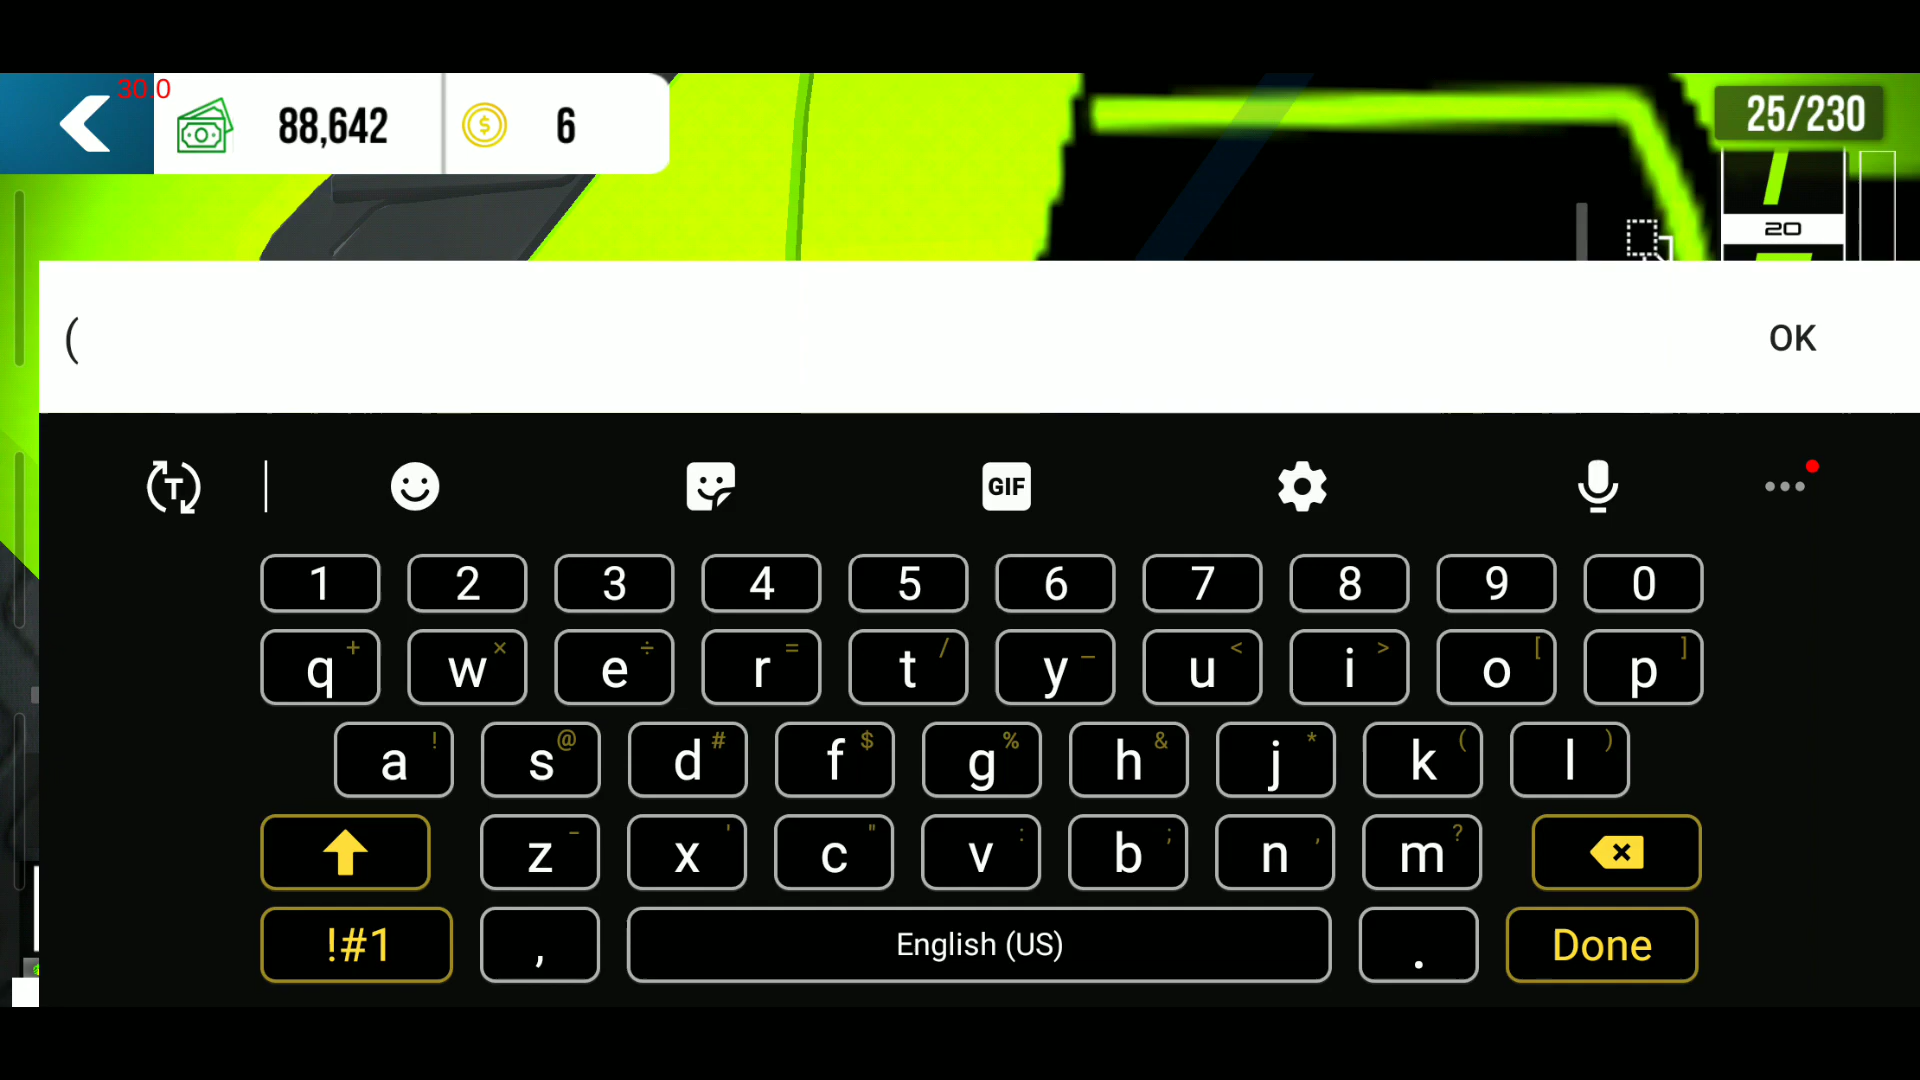 30.0
88,642 6 25/230
20
(
OK
T GIF
1 2 3 4 5 6 7 8 9 0
q + w × e ÷ r = t / y _ u < i > o [ p ]
a ! s @ d # f $ g % h & j * k ( l )
z - x ' c " v : b ; n , m ?
!#1 , English (US) . Done